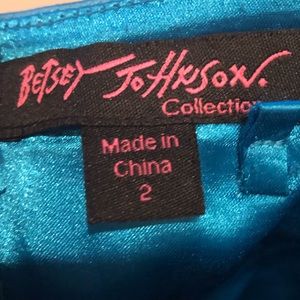 BETSEY JOHNSON.
Collection
Made in
China
2